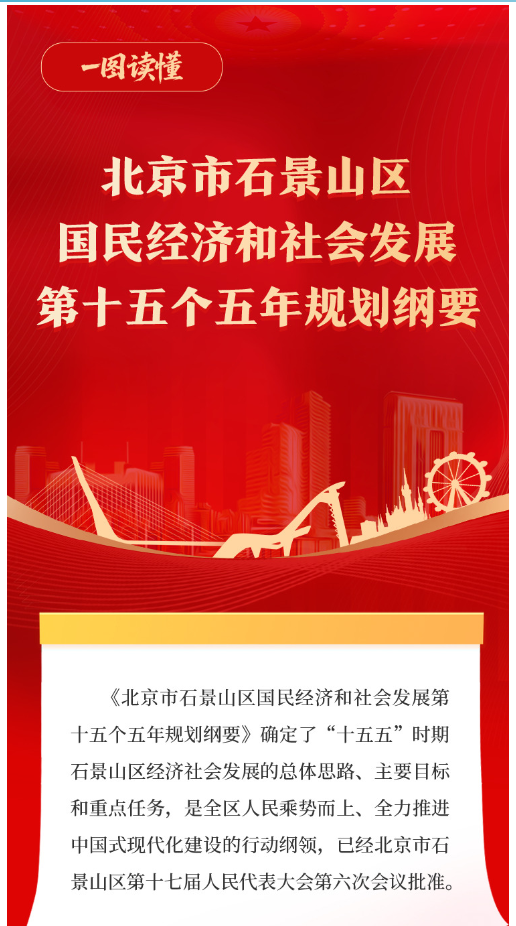 一图读懂
北京市石景山区
国民经济和社会发展
第十五个五年规划纲要
《北京市石景山区国民经济和社会发展第
十五个五年规划纲要》确定了“十五五”时期
石景山区经济社会发展的总体思路、主要目标
和重点任务，是全区人民乘势而上、全力推进
中国式现代化建设的行动纲领，已经北京市石
景山区第十七届人民代表大会第六次会议批准。